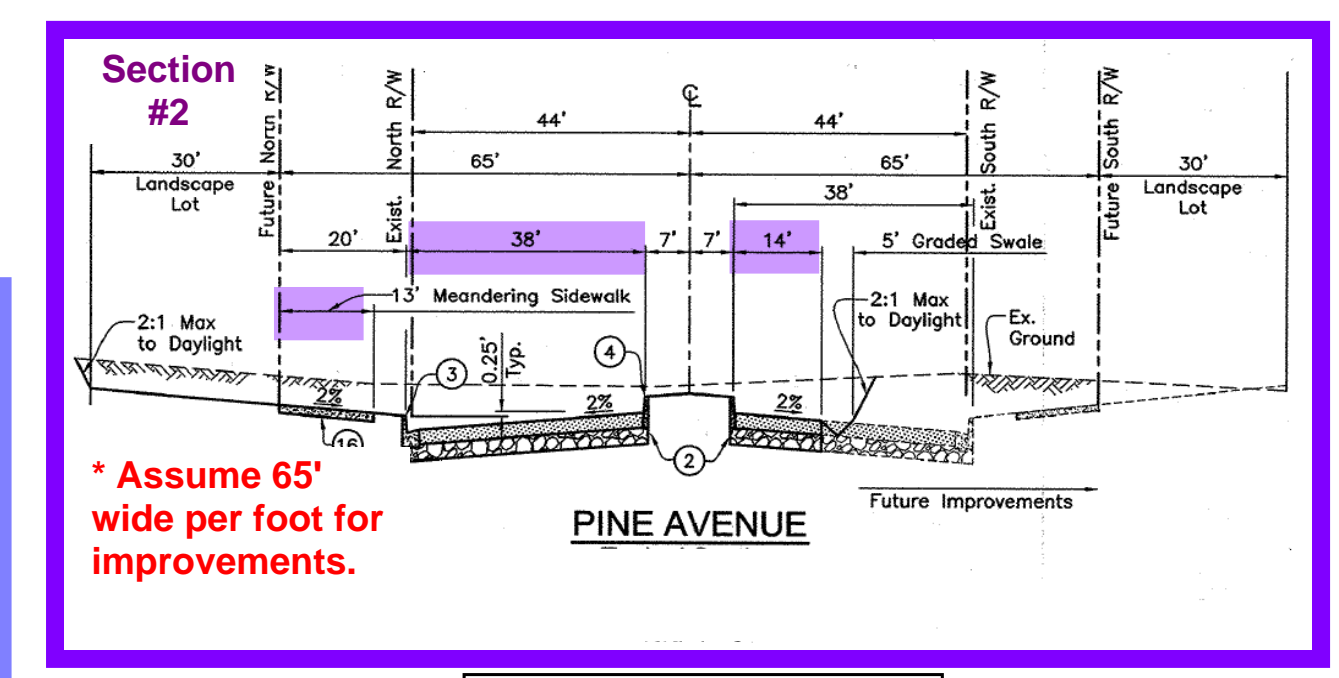 Section
#2
Future North R/W
Exist. North R/W
℄
Exist. South R/W
Future South R/W
44'
44'
30'
Landscape
Lot
65'
65'
30'
Landscape
Lot
38'
20'
38'
7'
7'
14'
5' Graded Swale
13' Meandering Sidewalk
2:1 Max
to Daylight
2:1 Max
to Daylight
Ex.
Ground
0.25'
Typ.
4
3
2%
2%
2%
16
2
* Assume 65'
wide per foot for
improvements.
Future Improvements
PINE AVENUE